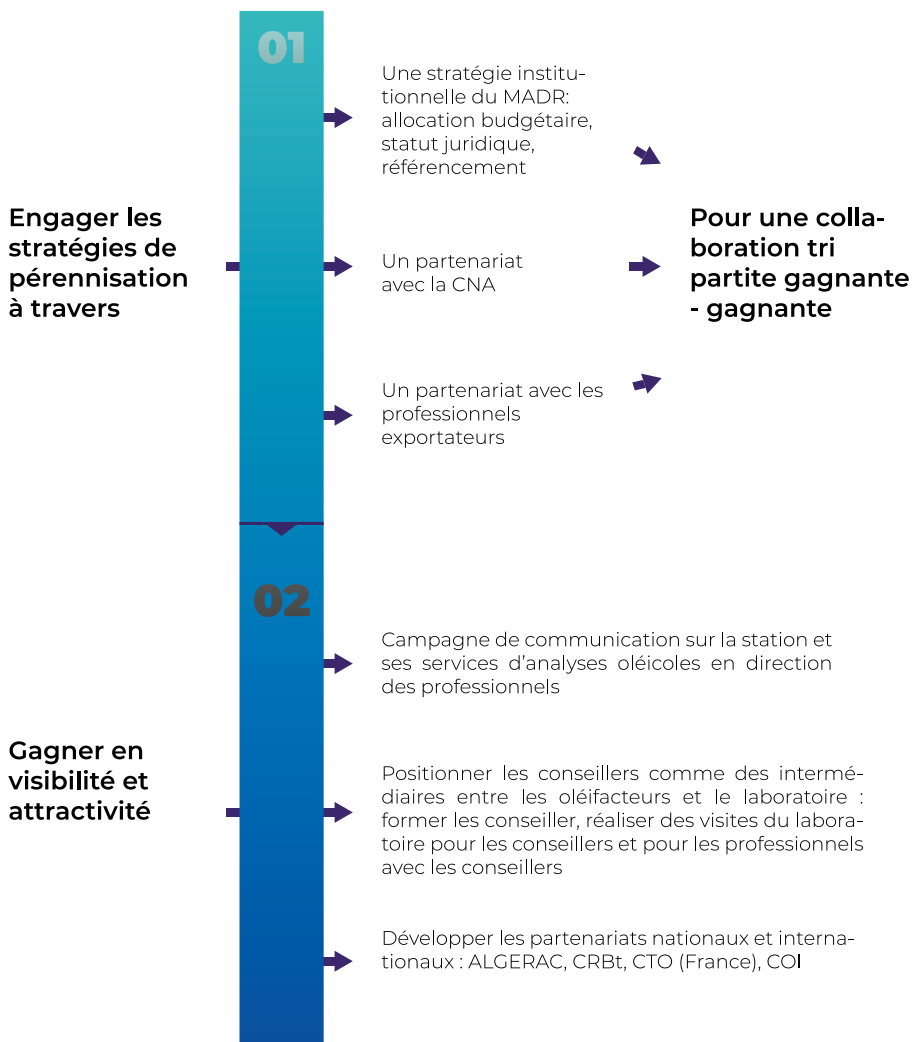 01
Engager les
stratégies de
pérennisation
à travers
Une stratégie institu-
tionnelle du MADR:
allocation budgétaire,
statut juridique,
référencement
Un partenariat
avec la CNA
Un partenariat avec les
professionnels
exportateurs
Pour une colla-
boration tri
partite gagnante
- gagnante
02
Gagner en
visibilité et
attractivité
Campagne de communication sur la station et
ses services d'analyses oléicoles en direction
des professionnels
Positionner les conseillers comme des intermé-
diaires entre les oléifacteurs et le laboratoire :
former les conseiller, réaliser des visites du labora-
toire pour les conseillers et pour les professionnels
avec les conseillers
Développer les partenariats nationaux et interna-
tionaux : ALGERAC, CRBt, CTO (France), COI